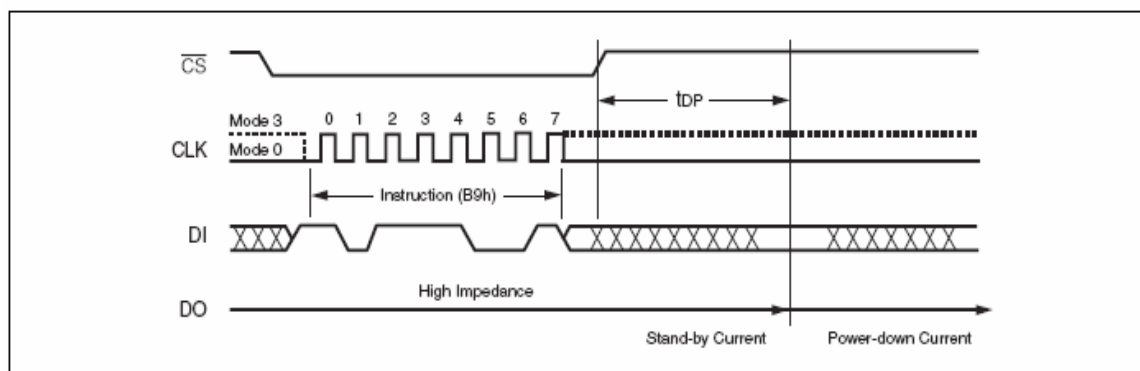 CS
tDP
Mode 3
0 1 2 3 4 5 6 7
CLK
Mode 0
Instruction (B9h)
DI
High Impedance
DO
Stand-by Current
Power-down Current